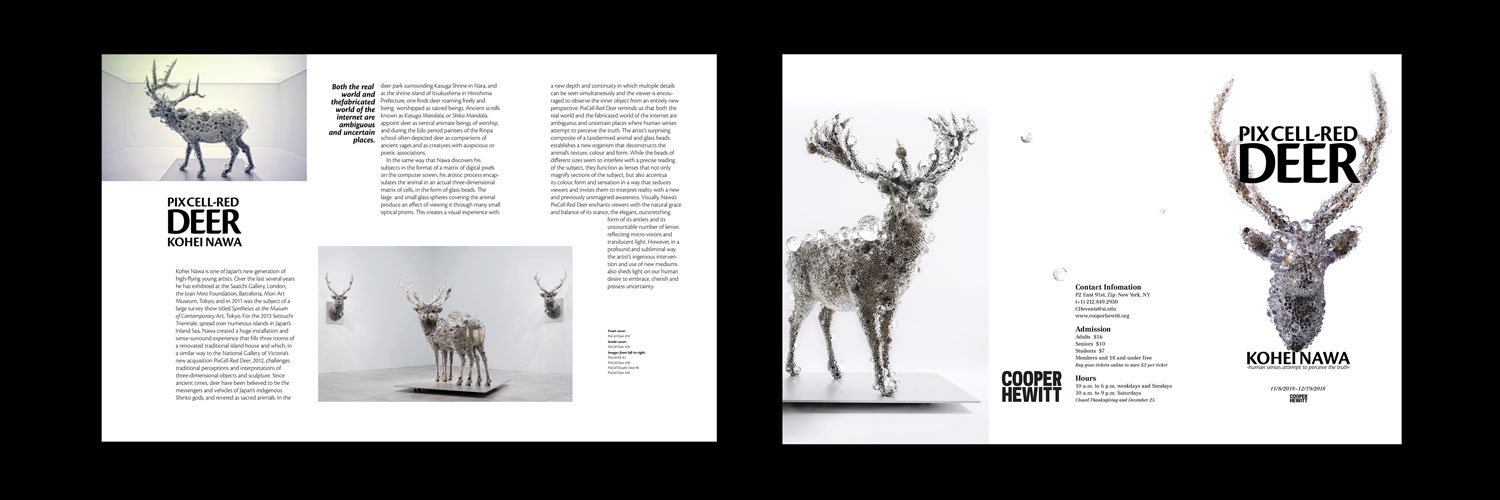 PIXCELL-RED
DEER
KOHEI NAWA
Kohei Nawa is one of Japan's new generation of
high-flying young artists. Over the last several years
he has exhibited at the Saatchi Gallery, London,
the Joan Miro Foundation, Barcelona, Mori Art
Museum, Tokyo, and in 2011 was the subject of a
large survey show titled Syntheses at the Musum
of Contemporary Art, Tokyo. For the 2013 Setouchi
Triennale, spread over numerous islands in Japan's
Inland Sea, Nawa created a huge installation and
sense-surround experience that fills three rooms of
a renovated traditional island house and which, in
a similar way to the National Gallery of Victoria's
new acquisition PixCell-Red Deer, 2012, challenges
traditional perceptions and interpretations of
three-dimensional objects and sculpture. Since
ancient times, deer have been believed to be the
messengers and vehicles of Japan's indigenous
Shinto gods, and revered as sacred animals. In the
Both the real
world and
thefabricated
world of the
internet are
ambiguous
and uncertain
places.
deer park surrounding Kasuga Shrine in Nara, and
at the shrine island of Itsukushima in Hiroshima
Prefecture, one finds deer roaming freely and
being worshipped as sacred beings. Ancient scrolls
known as Kasuga Mandala, or Shika Mandala,
appoint deer as central animate beings of worship,
and during the Edo period painters of the Rinpa
school often depicted deer as companions of
ancient sages and as creatures with auspicious or
poetic associations.
In the same way that Nawa discovers his
subjects in the format of a matrix of digital pixels
on the computer screen, his artistic process encap-
sulates the animal in an actual three-dimensional
matrix of cells, in the form of glass beads. The
large and small glass spheres covering the animal
produce an effect of viewing it through many small
optical prisms. This creates a visual experience with
a new depth and continuity in which multiple details
can be seen simultaneously and the viewer is encou-
raged to observe the inner object from an entirely new
perspective. PixCell-Red Deer reminds us that both the
real world and the fabricated world of the internet are
ambiguous and uncertain places where human senses
attempt to perceive the truth. The artist's surprising
composite of a taxidermied animal and glass beads
establishes a new organism that deconstructs the
animal's texture, colour and form. While the beads of
different sizes seem to interfere with a precise reading
of the subject, they function as lenses that not only
magnify sections of the subject, but also accentua
its colour, form and sensation in a way that seduces
viewers and invites them to interpret reality with a new
and previously unimagined awareness. Visually, Nawa's
PixCell-Red Deer enchants viewers with the natural grace
and balance of its stance, the elegant, outstretching
form of its antlers and its
uncountable number of lenses
reflecting micro-visions and
translucent light. However, in a
profound and subliminal way
the artist's ingenious interven-
tion and use of new mediums
also sheds light on our human
desire to embrace, cherish and
possess uncertainty.
Front cover:
Inside cover:
Images from left to right:
COOPER
HEWITT
Contact Infomation
P2 East 91st, Zip: New York, NY
(+1) 212.849.2950
CHevents@si.edu
www.cooperhewitt.org
Admission
Adults $16
Seniors $10
Students $7
Members and 18 and under free
Buy your tickets online to save $2 per ticket
Hours
10 a.m. to 6 p.m. weekdays and Sundays
10 a.m. to 9 p.m. Saturdays
Closed Thanksgiving and December 25
PIXCELL-RED
DEER
KOHEI NAWA
-human senses attempt to perceive the truth-
11/8/2018-12/19/2018
COOPER
HEWITT